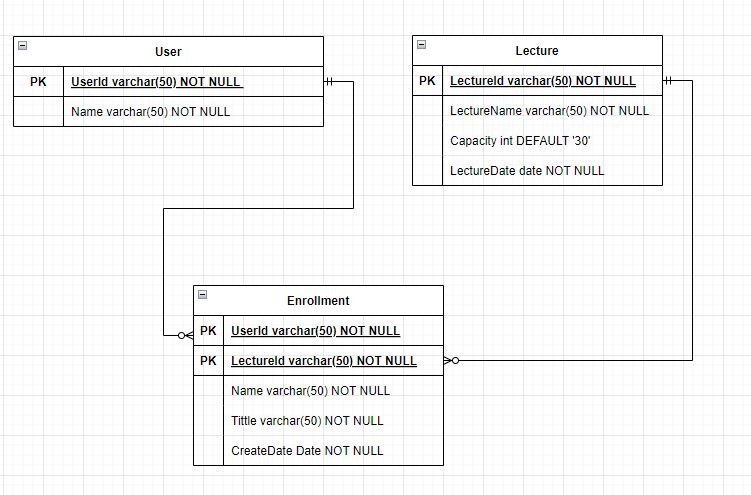 User
PK UserId varchar(50) NOT NULL
Name varchar(50) NOT NULL
Lecture
PK LectureId varchar(50) NOT NULL
LectureName varchar(50) NOT NULL
Capacity int DEFAULT '30'
LectureDate date NOT NULL
Enrollment
PK UserId varchar(50) NOT NULL
PK LectureId varchar(50) NOT NULL
Name varchar(50) NOT NULL
Tittle varchar(50) NOT NULL
CreateDate Date NOT NULL